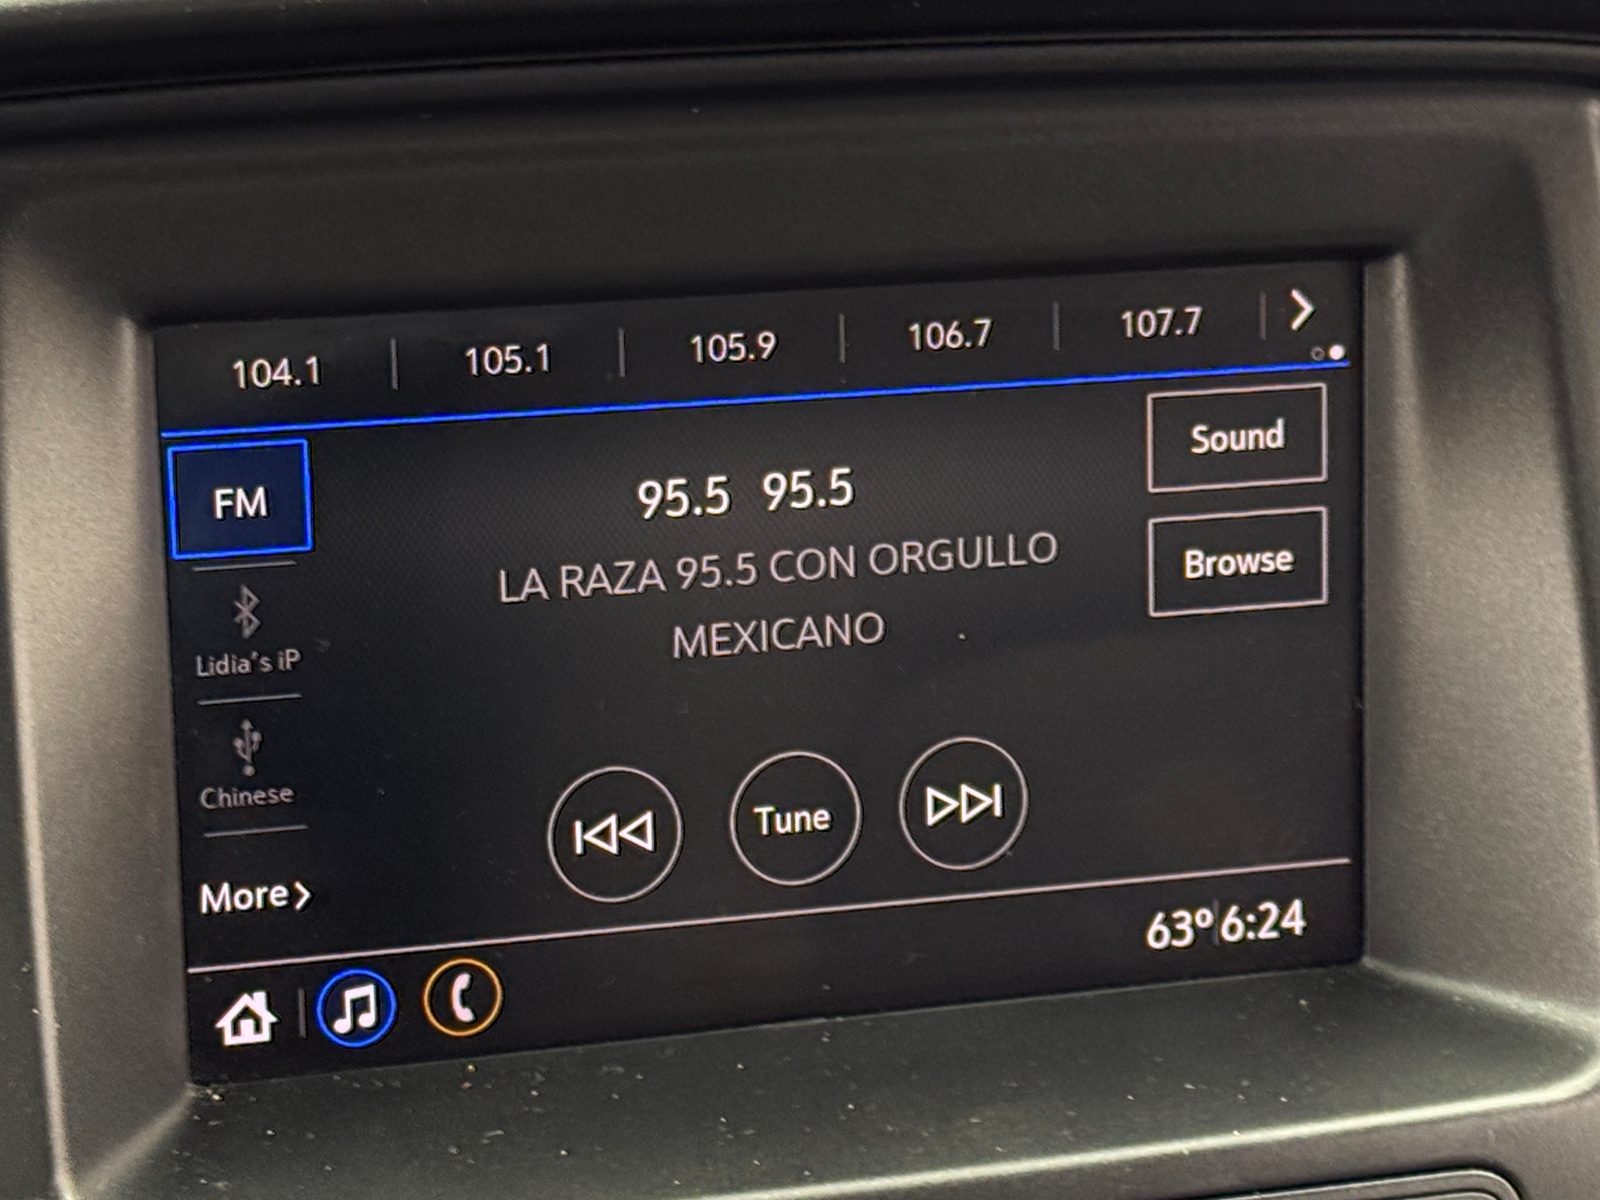 104.1 105.1 105.9 106.7 107.7
FM
95.5 95.5
LA RAZA 95.5 CON ORGULLO
MEXICANO
Sound
Browse
Lidia's iP
Chinese
More
Tune
63° 6:24